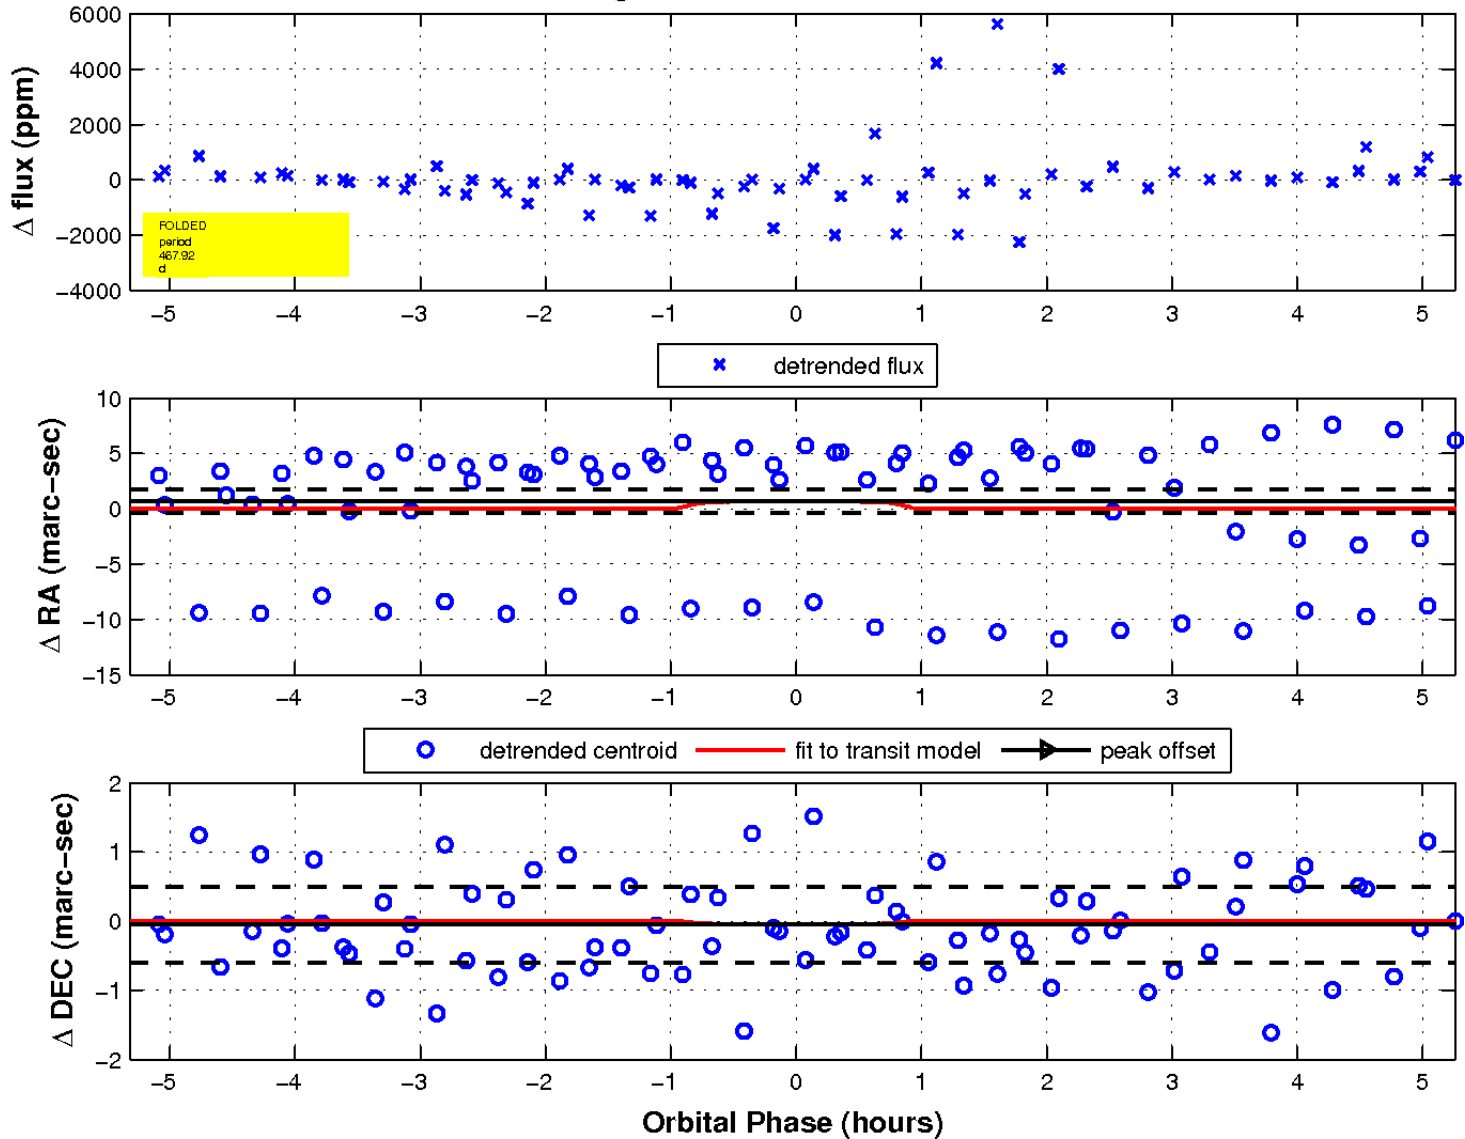 6000
4000
2000
0
−2000
−4000
Δ flux (ppm)
FOLDED
period
467.92
d
−5 −4 −3 −2 −1 0 1 2 3 4 5
detrended flux
10
5
0
−5
−10
−15
Δ RA (marc−sec)
−5 −4 −3 −2 −1 0 1 2 3 4 5
detrended centroid fit to transit model peak offset
2
1
0
−1
−2
Δ DEC (marc−sec)
−5 −4 −3 −2 −1 0 1 2 3 4 5
Orbital Phase (hours)